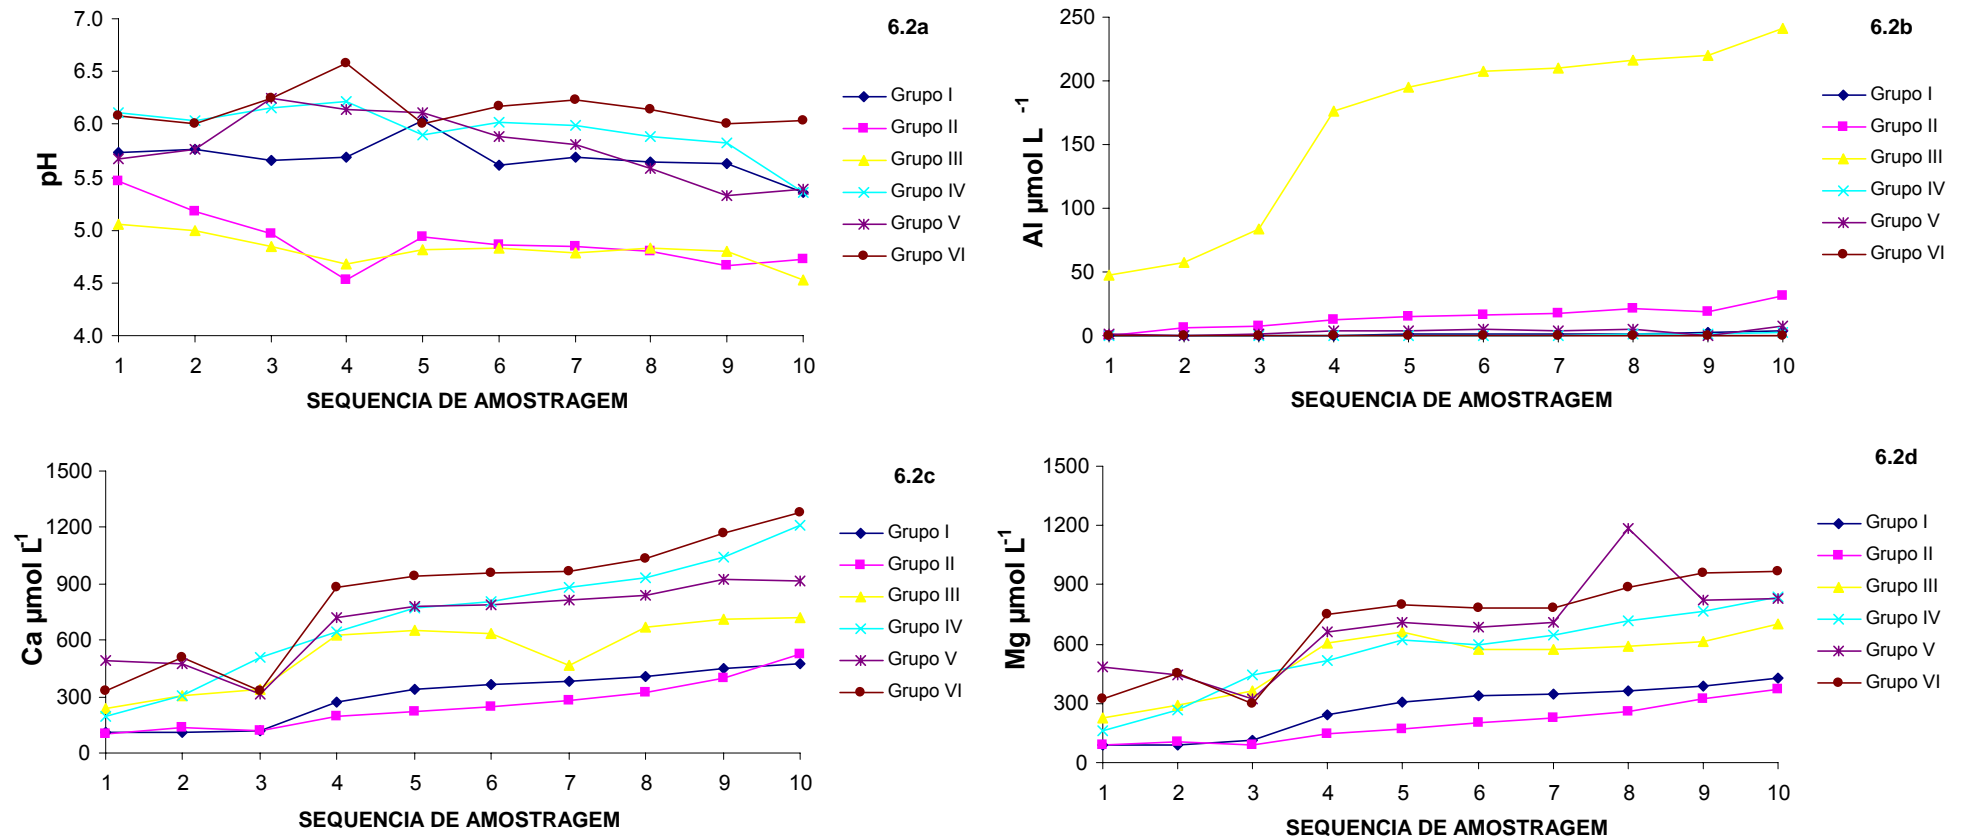 6.2a
7.0
6.5
6.0
5.5
5.0
4.5
4.0
pH
1 2 3 4 5 6 7 8 9 10
SEQUENCIA DE AMOSTRAGEM
Grupo I
Grupo II
Grupo III
Grupo IV
Grupo V
Grupo VI
6.2b
250
200
150
100
50
0
Al µmol L -1
1 2 3 4 5 6 7 8 9 10
SEQUENCIA DE AMOSTRAGEM
Grupo I
Grupo II
Grupo III
Grupo IV
Grupo V
Grupo VI
6.2c
1500
1200
900
600
300
0
Ca µmol L-1
1 2 3 4 5 6 7 8 9 10
SEQUENCIA DE AMOSTRAGEM
Grupo I
Grupo II
Grupo III
Grupo IV
Grupo V
Grupo VI
6.2d
1500
1200
900
600
300
0
Mg µmol L-1
1 2 3 4 5 6 7 8 9 10
SEQUENCIA DE AMOSTRAGEM
Grupo I
Grupo II
Grupo III
Grupo IV
Grupo V
Grupo VI